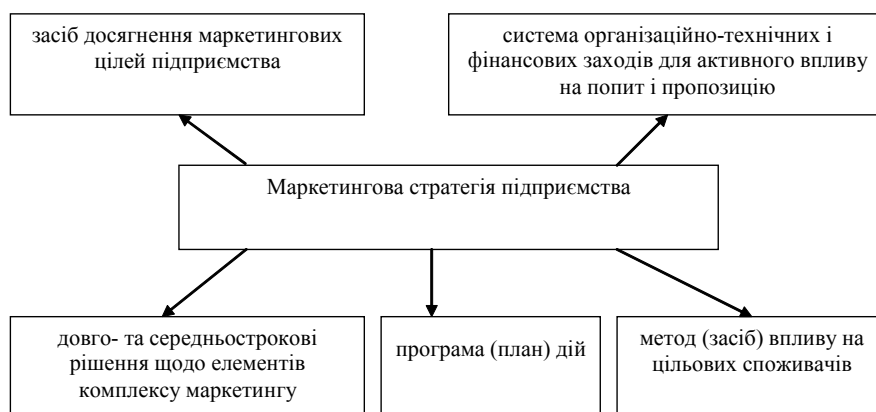 засіб досягнення маркетингових
цілей підприємства
система організаційно-технічних і
фінансових заходів для активного впливу
на попит і пропозицію
Маркетингова стратегія підприємства
довго- та середньострокові
рішення щодо елементів
комплексу маркетингу
програма (план) дій
метод (засіб) впливу на
цільових споживачів